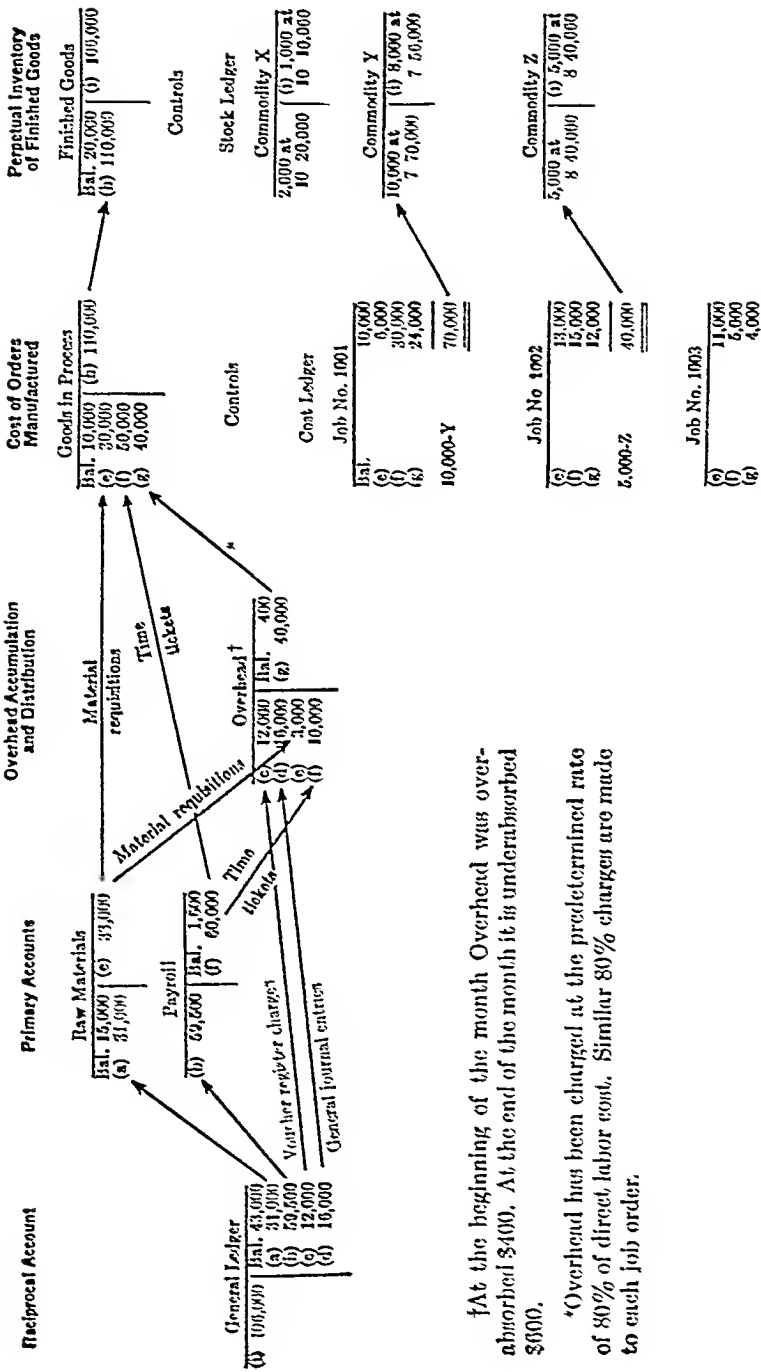 Reciprocal Account
General Ledger
(i) 106,000 | Bal. 43,000
(a) 31,000
(b) 59,500
(c) 12,000
(d) 16,000
Primary Accounts
Raw Materials
Bal. 15,000 | (e) 33,000
(a) 31,000
Payroll
(b) 59,500 | Bal. 1,500
(f) 60,000
Voucher register charges
General journal entries
Overhead Accumulation
and Distribution
Material
requisitions
Time
tickets
Material requisitions
Time
tickets
Overhead†
(c) 12,000 | Bal. 400
(d) 16,000 | (g) 40,000
(e) 3,000
(f) 10,000
*
Cost of Orders
Manufactured
Goods in Process
Bal. 10,000 | (h) 110,000
(e) 30,000
(f) 50,000
(g) 40,000
Controls
Cost Ledger
Job No. 1001
Bal. 10,000
(e) 6,000
(f) 30,000
(g) 24,000
10,000-Y 70,000
Job No 1002
(e) 13,000
(f) 15,000
(g) 12,000
5,000-Z 40,000
Job No. 1003
(e) 11,000
(f) 5,000
(g) 4,000
Perpetual Inventory
of Finished Goods
Finished Goods
Bal. 20,000 | (i) 106,000
(h) 110,000
Controls
Stock Ledger
Commodity X
2,000 at | (i) 1,000 at
10 20,000 | 10 10,000
Commodity Y
10,000 at | (i) 8,000 at
7 70,000 | 7 56,000
Commodity Z
5,000 at | (i) 5,000 at
8 40,000 | 8 40,000
†At the beginning of the month Overhead was over-
absorbed $400. At the end of the month it is underabsorbed
$600.
*Overhead has been charged at the predetermined rate
of 80% of direct labor cost. Similar 80% charges are made
to each job order.